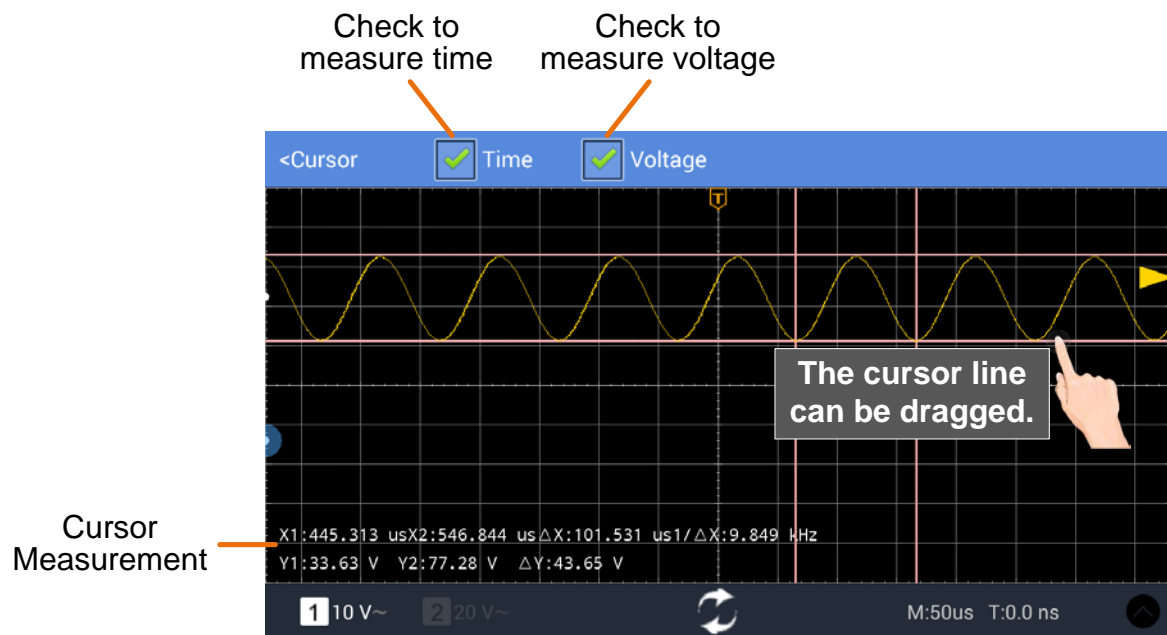 Check to
measure time
Check to
measure voltage
<Cursor
Time
Voltage
T
The cursor line
can be dragged.
Cursor
Measurement
X1:445.313 usX2:546.844 us△X:101.531 us1/△X:9.849 kHz
Y1:33.63 V Y2:77.28 V △Y:43.65 V
1 10 V~ 2 20 V~ M:50us T:0.0 ns